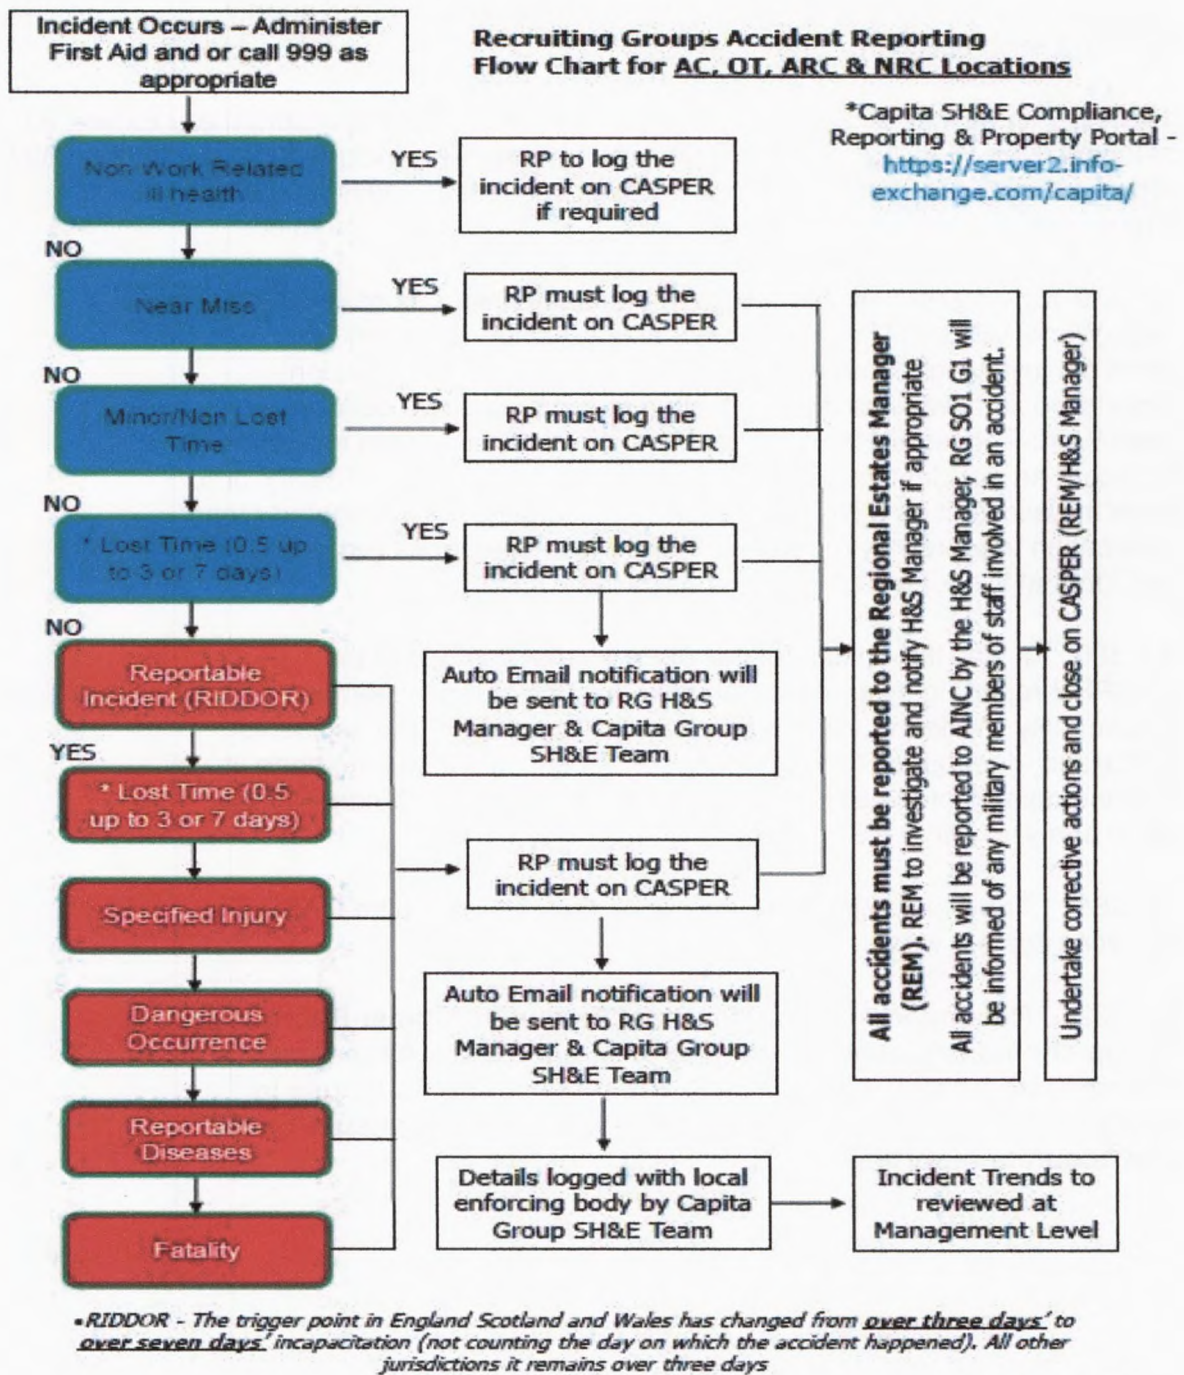 Incident Occurs – Administer
First Aid and or call 999 as
appropriate
Recruiting Groups Accident Reporting
Flow Chart for AC, OT, ARC & NRC Locations
*Capita SH&E Compliance,
Reporting & Property Portal -
https://server2.info-
exchange.com/capita/
Non Work Related
ill health
YES
RP to log the
incident on CASPER
if required
NO
Near Miss
YES
RP must log the
incident on CASPER
NO
Minor/Non Lost
Time
YES
RP must log the
incident on CASPER
NO
* Lost Time (0.5 up
to 3 or 7 days)
YES
RP must log the
incident on CASPER
NO
Reportable
Incident (RIDDOR)
Auto Email notification will
be sent to RG H&S
Manager & Capita Group
SH&E Team
YES
* Lost Time (0.5
up to 3 or 7 days)
RP must log the
incident on CASPER
Specified Injury
Dangerous
Occurrence
Auto Email notification will
be sent to RG H&S
Manager & Capita Group
SH&E Team
Reportable
Diseases
Fatality
Details logged with local
enforcing body by Capita
Group SH&E Team
Incident Trends to
reviewed at
Management Level
All accidents must be reported to the Regional Estates Manager
(REM). REM to investigate and notify H&S Manager if appropriate
All accidents will be reported to AINC by the H&S Manager, RG SO1 G1 will
be informed of any military members of staff involved in an accident.
Undertake corrective actions and close on CASPER (REM/H&S Manager)
•RIDDOR - The trigger point in England Scotland and Wales has changed from over three days' to
over seven days' incapacitation (not counting the day on which the accident happened). All other
jurisdictions it remains over three days